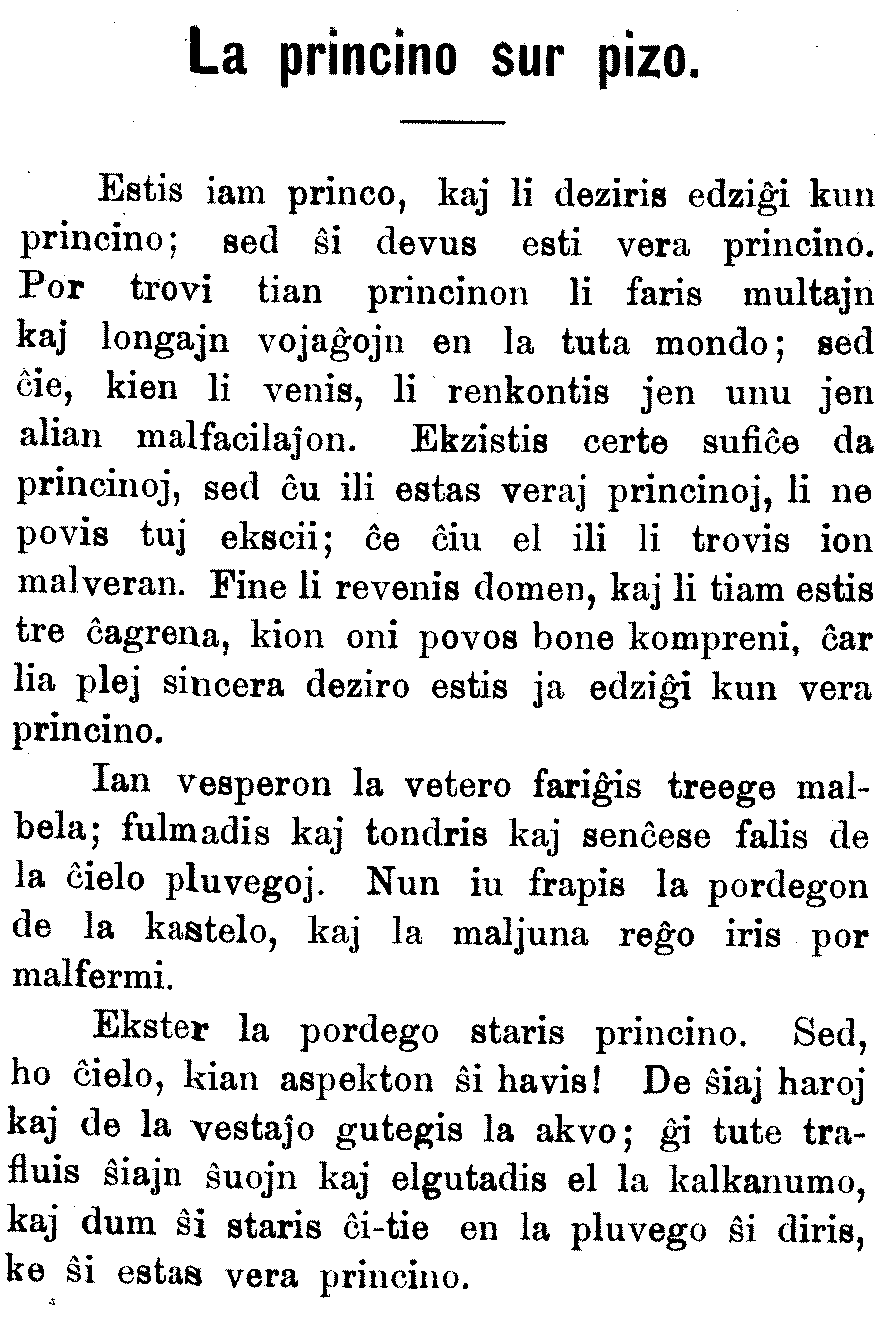 La princino sur pizo.
Estis iam princo, kaj li deziris edziĝi kun
princino; sed ŝi devus esti vera princino.
Por trovi tian princinon li faris multajn
kaj longajn vojaĝojn en la tuta mondo; sed
ĉie, kien li venis, li renkontis jen unu jen
alian malfacilaĵon. Ekzistis certe sufiĉe da
princinoj, sed ĉu ili estas veraj princinoj, li ne
povis tuj ekscii; ĉe ĉiu el ili li trovis ion
malveran. Fine li revenis domen, kaj li tiam estis
tre ĉagrena, kion oni povos bone kompreni, ĉar
lia plej sincera deziro estis ja edziĝi kun vera
princino.
Ian vesperon la vetero fariĝis treege mal-
bela; fulmadis kaj tondris kaj senĉese falis de
la ĉielo pluvegoj. Nun iu frapis la pordegon
de la kastelo, kaj la maljuna reĝo iris por
malfermi.
Ekster la pordego staris princino. Sed,
ho ĉielo, kian aspekton ŝi havis! De ŝiaj haroj
kaj de la vestaĵo gutegis la akvo; ĝi tute tra-
fluis ŝiajn ŝuojn kaj elgutadis el la kalkanumo,
kaj dum ŝi staris ĉi-tie en la pluvego ŝi diris,
ke ŝi estas vera princino.